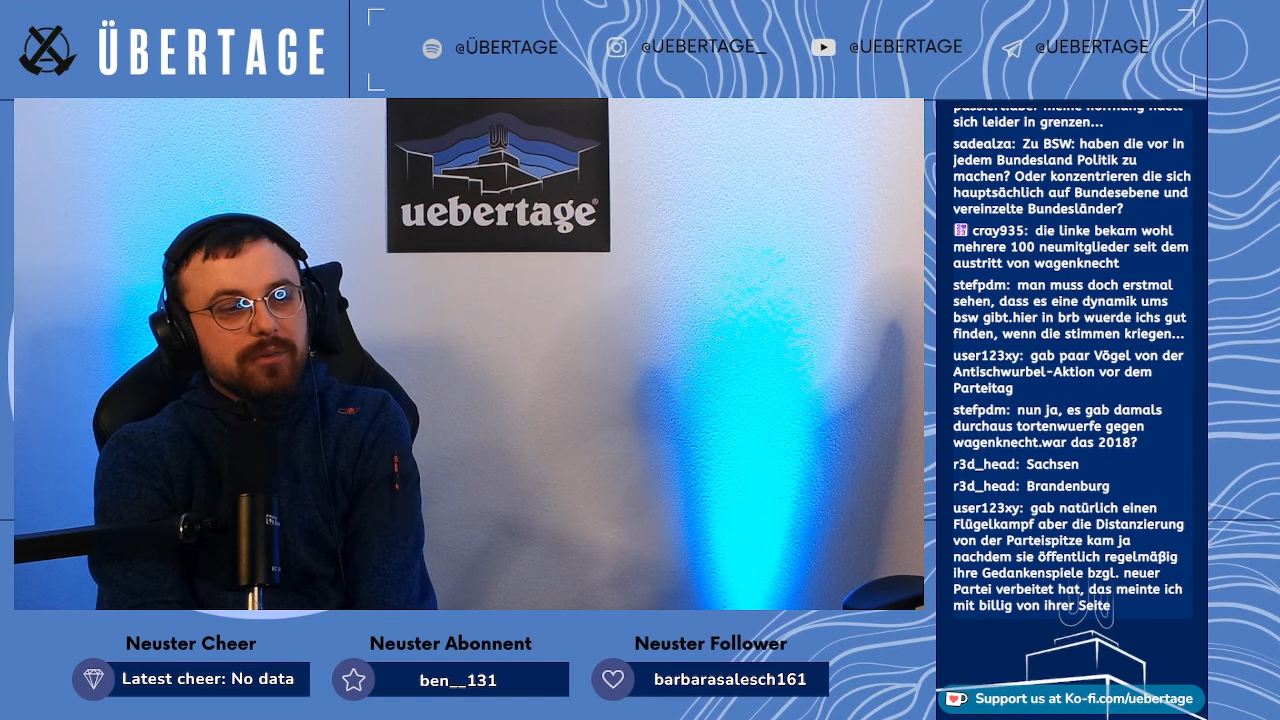 ÜBERTAGE
@ÜBERTAGE
@UEBERTAGE_
@UEBERTAGE
@UEBERTAGE
uebertage®
sich leider in grenzen...
sadealza: Zu BSW: haben die vor in
jedem Bundesland Politik zu
machen? Oder konzentrieren die sich
hauptsächlich auf Bundesebene und
vereinzelte Bundesländer?
cray935: die linke bekam wohl
mehrere 100 neumitglieder seit dem
austritt von wagenknecht
stefpdm: man muss doch erstmal
sehen, dass es eine dynamik ums
bsw gibt.hier in brb wuerde ichs gut
finden, wenn die stimmen kriegen...
user123xy: gab paar Vögel von der
Antischwurbel-Aktion vor dem
Parteitag
stefpdm: nun ja, es gab damals
durchaus tortenwuerfe gegen
wagenknecht.war das 2018?
r3d_head: Sachsen
r3d_head: Brandenburg
user123xy: gab natürlich einen
Flügelkampf aber die Distanzierung
von der Parteispitze kam ja
nachdem sie öffentlich regelmäßig
ihre Gedankenspiele bzgl. neuer
Partei verbeitet hat, das meinte ich
mit billig von ihrer Seite
Neuster Cheer
Latest cheer: No data
Neuster Abonnent
ben__131
Neuster Follower
barbarasalesch161
Support us at Ko-fi.com/uebertage